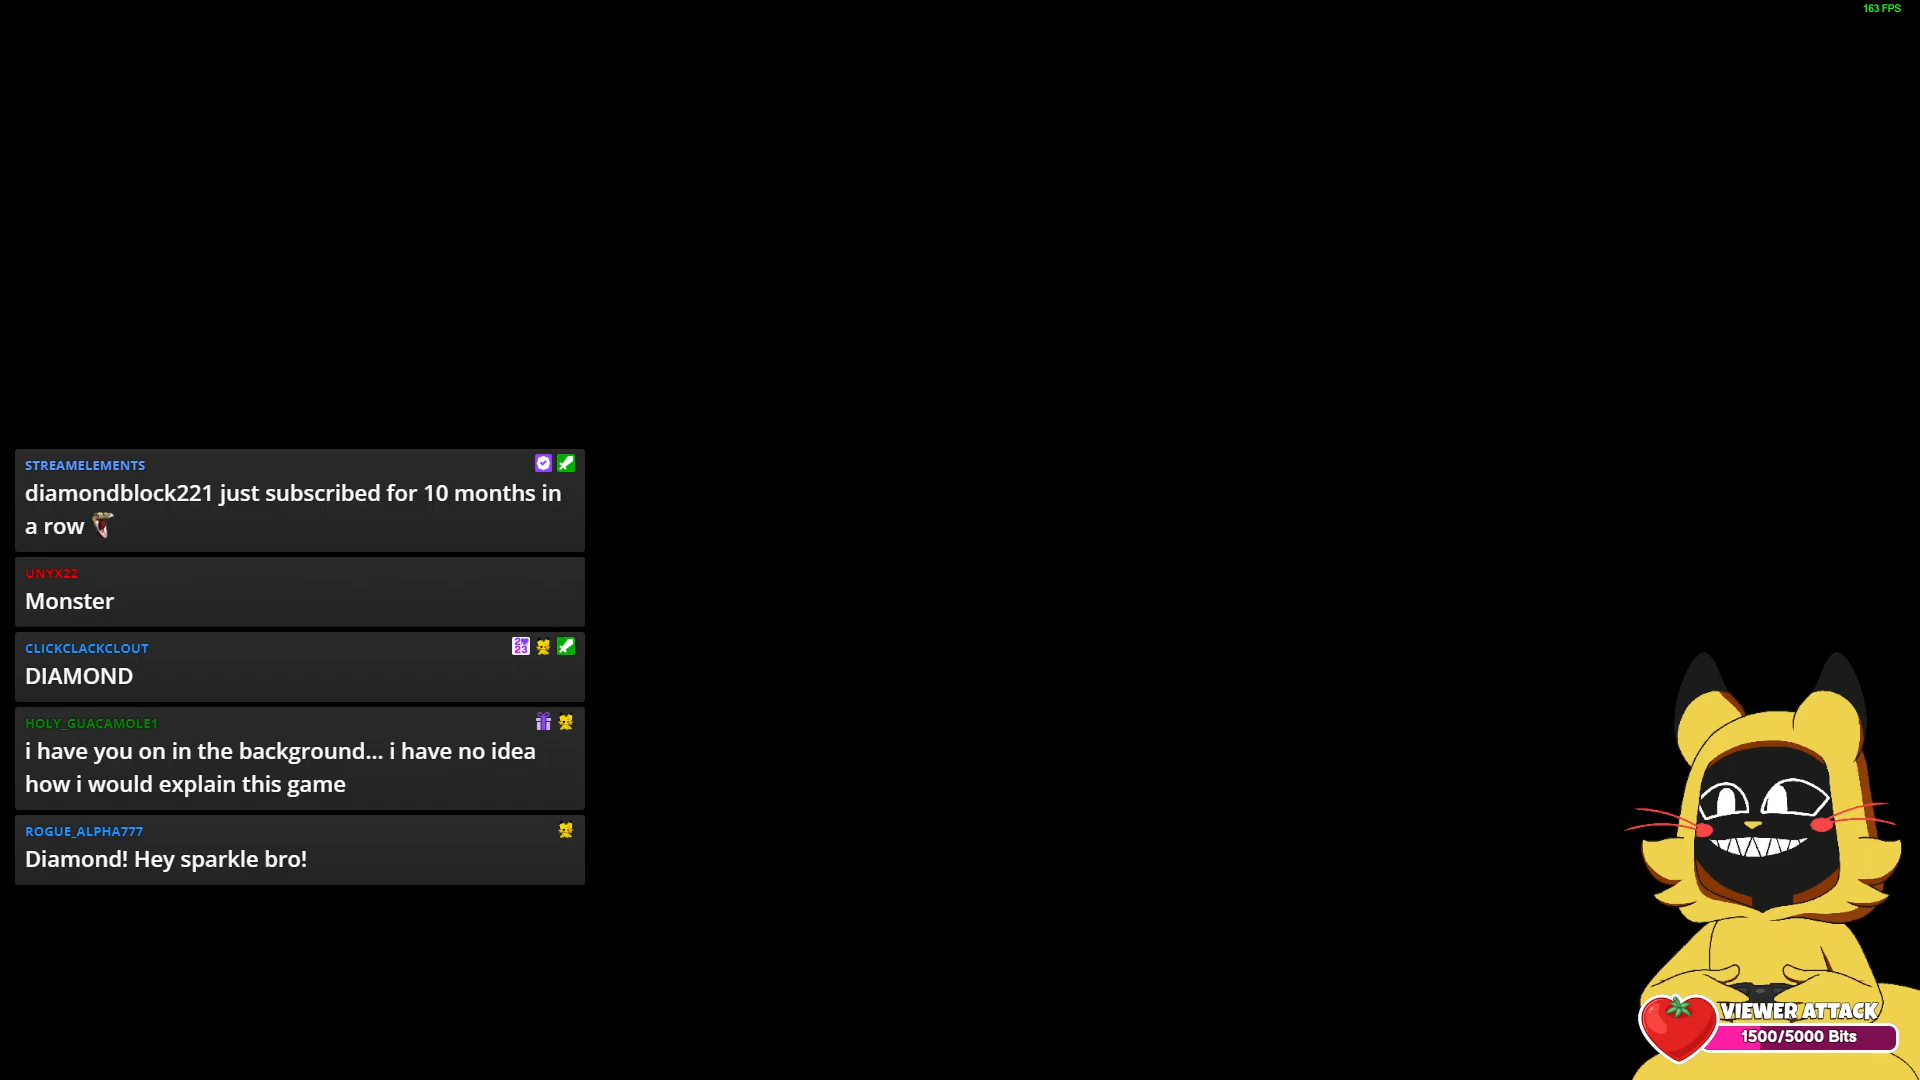 163 FPS
STREAMELEMENTS
diamondblock221 just subscribed for 10 months in
a row
UNYX22
Monster
CLICKCLACKCLOUT
DIAMOND
HOLY_GUACAMOLE1
i have you on in the background... i have no idea
how i would explain this game
ROGUE_ALPHA777
Diamond! Hey sparkle bro!
VIEWER ATTACK
1500/5000 Bits